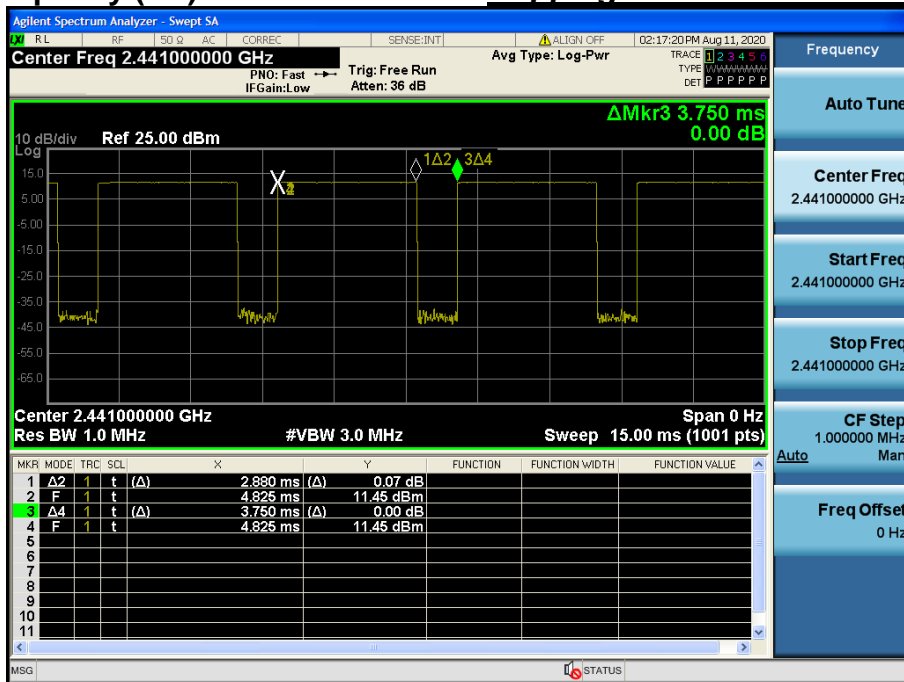 Agilent Spectrum Analyzer - Swept SA
LXI RL RF 50 Ω AC CORREC SENSE:INT ALIGN OFF 02:17:20 PM Aug 11, 2020
Center Freq 2.441000000 GHz
PNO: Fast
IFGain:Low
Trig: Free Run
Atten: 36 dB
Avg Type: Log-Pwr
TRACE 1 2 3 4 5 6
TYPE WWWWWW
DET P P P P P P
ΔMkr3 3.750 ms
0.00 dB
10 dB/div Ref 25.00 dBm
Log
1Δ2 3Δ4
15.0
5.00
-5.00
-15.0
-25.0
-35.0
-45.0
-55.0
-65.0
Center 2.441000000 GHz Span 0 Hz
Res BW 1.0 MHz #VBW 3.0 MHz Sweep 15.00 ms (1001 pts)
MKR MODE TRC SCL X Y FUNCTION FUNCTION WIDTH FUNCTION VALUE
1 Δ2 1 t (Δ) 2.880 ms (Δ) 0.07 dB
2 F 1 t 4.825 ms 11.45 dBm
3 Δ4 1 t (Δ) 3.750 ms (Δ) 0.00 dB
4 F 1 t 4.825 ms 11.45 dBm
5
6
7
8
9
10
11
MSG STATUS
Frequency
Auto Tune
Center Freq
2.441000000 GHz
Start Freq
2.441000000 GHz
Stop Freq
2.441000000 GHz
CF Step
1.000000 MHz
Auto Man
Freq Offset
0 Hz